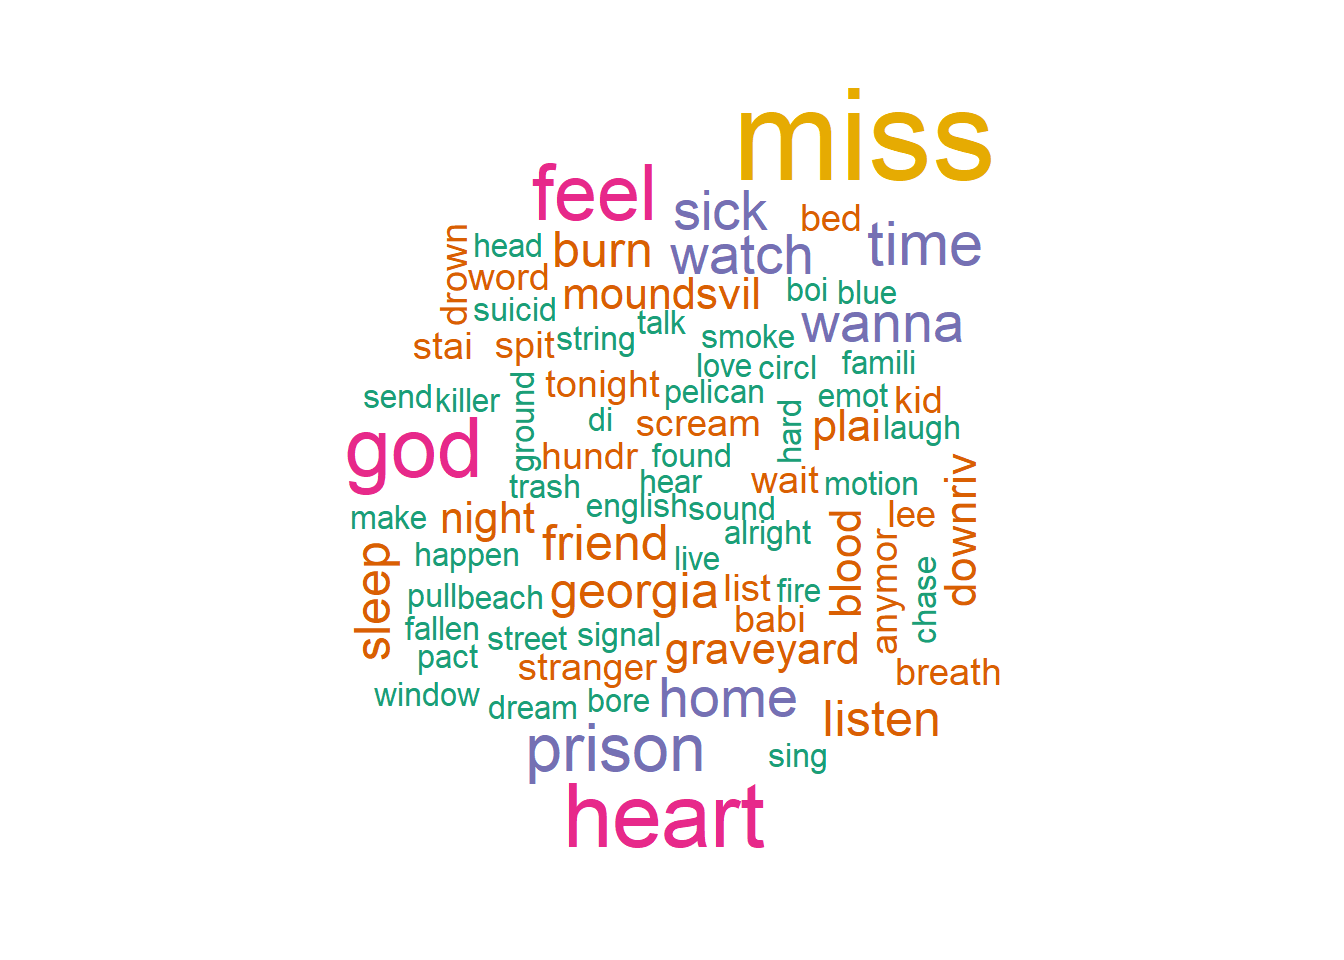 miss
feel
sick
bed
time
drown
head
burn
watch
word
moundsvil
boi
blue
suicid
talk
wanna
stai
spit
string
smoke
love
circl
famili
send
killer
ground
tonight
pelican
emot
kid
di
scream
hard
plai
laugh
god
hundr
found
trash
hear
wait
motion
downriv
make
night
english
sound
alright
blood
lee
anymor
sleep
happen
friend
live
chase
pull
beach
georgia
list
fire
babi
fallen
street
signal
pact
stranger
graveyard
breath
window
dream
bore
home
listen
prison
sing
heart